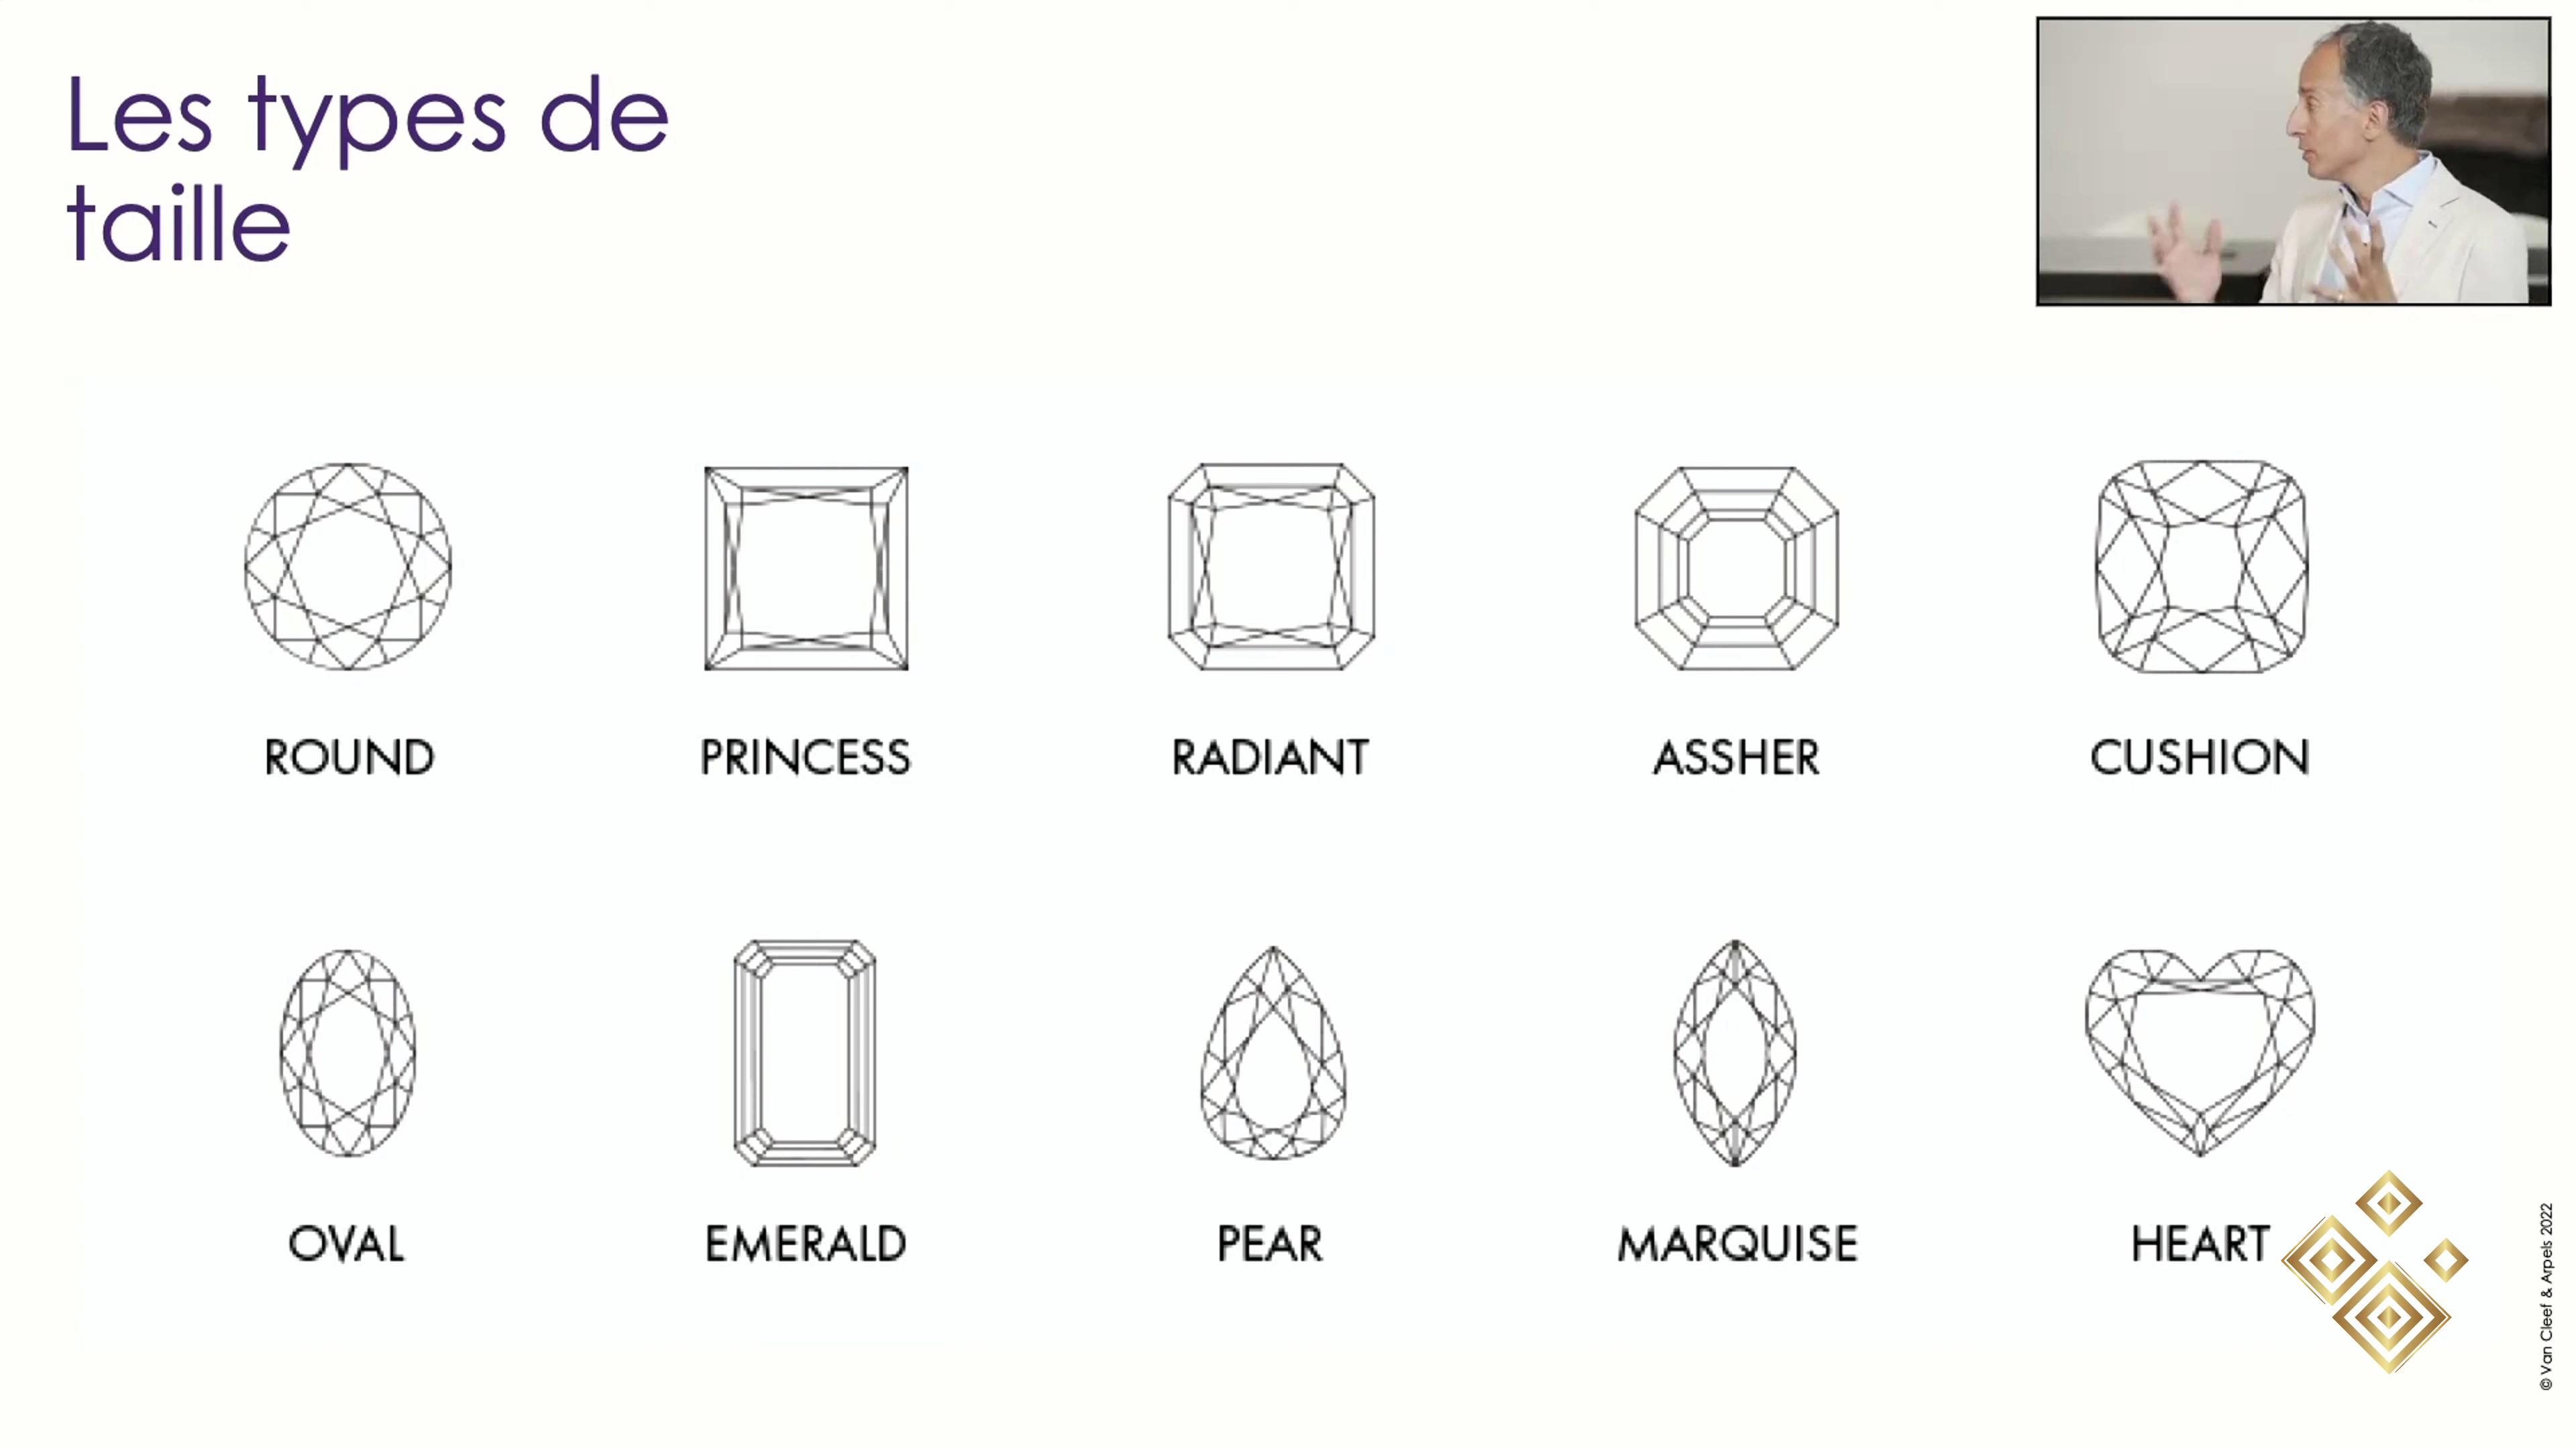 Les types de
taille
ROUND
PRINCESS
RADIANT
ASSHER
CUSHION
OVAL
EMERALD
PEAR
MARQUISE
HEART
© Van Cleef & Arpels 2022